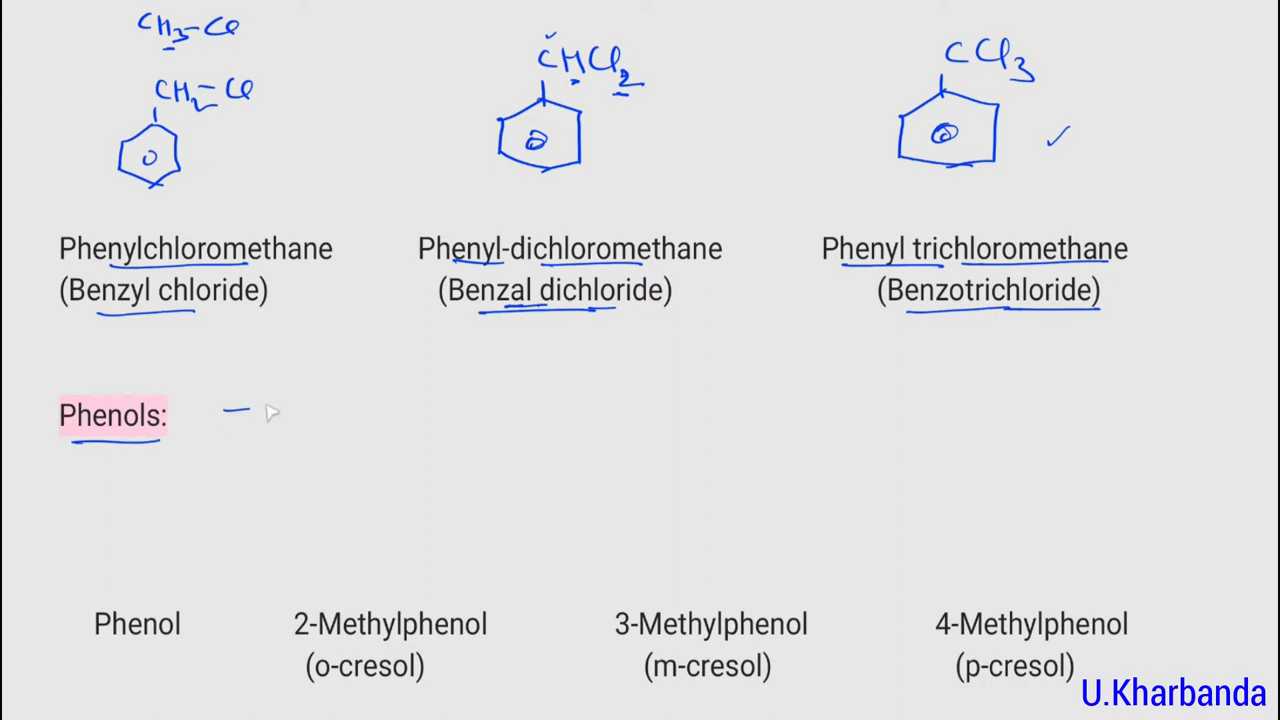 CH3-Cl
CH2-Cl
CHCl2
CCl3
Phenylchloromethane
(Benzyl chloride)
Phenyl-dichloromethane
(Benzal dichloride)
Phenyl trichloromethane
(Benzotrichloride)
Phenols:
Phenol
2-Methylphenol
(o-cresol)
3-Methylphenol
(m-cresol)
4-Methylphenol
(p-cresol)
U.Kharbanda